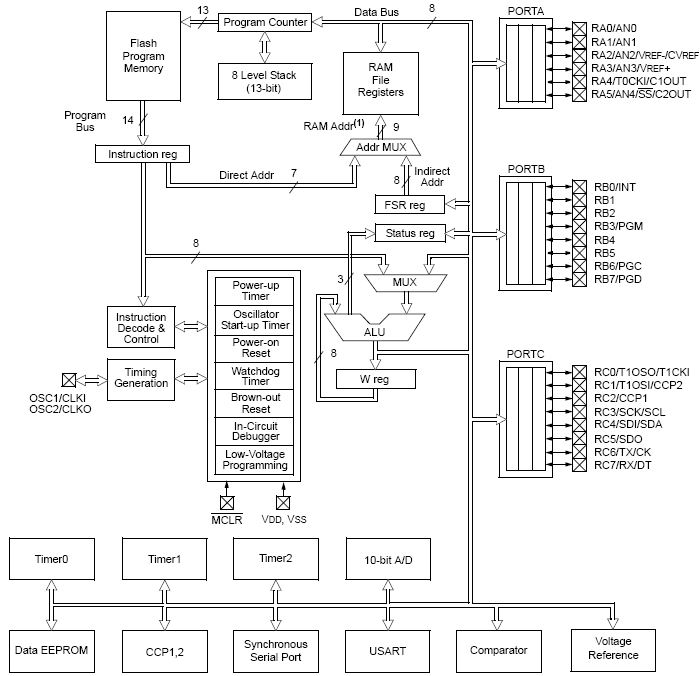 Flash
Program
Memory
13
Program Counter
Data Bus
8
8 Level Stack
(13-bit)
RAM
File
Registers
Program
Bus
14
RAM Addr(1)
9
Addr MUX
Instruction reg
Direct Addr
7
8
Indirect
Addr
FSR reg
Status reg
8
3
MUX
ALU
8
W reg
Instruction
Decode &
Control
Timing
Generation
OSC1/CLKI
OSC2/CLKO
Power-up
Timer
Oscillator
Start-up Timer
Power-on
Reset
Watchdog
Timer
Brown-out
Reset
In-Circuit
Debugger
Low-Voltage
Programming
MCLR
VDD, VSS
PORTA
RA0/AN0
RA1/AN1
RA2/AN2/VREF-/CVREF
RA3/AN3/VREF+
RA4/T0CKI/C1OUT
RA5/AN4/SS/C2OUT
PORTB
RB0/INT
RB1
RB2
RB3/PGM
RB4
RB5
RB6/PGC
RB7/PGD
PORTC
RC0/T1OSO/T1CKI
RC1/T1OSI/CCP2
RC2/CCP1
RC3/SCK/SCL
RC4/SDI/SDA
RC5/SDO
RC6/TX/CK
RC7/RX/DT
Timer0
Timer1
Timer2
10-bit A/D
Data EEPROM
CCP1,2
Synchronous
Serial Port
USART
Comparator
Voltage
Reference